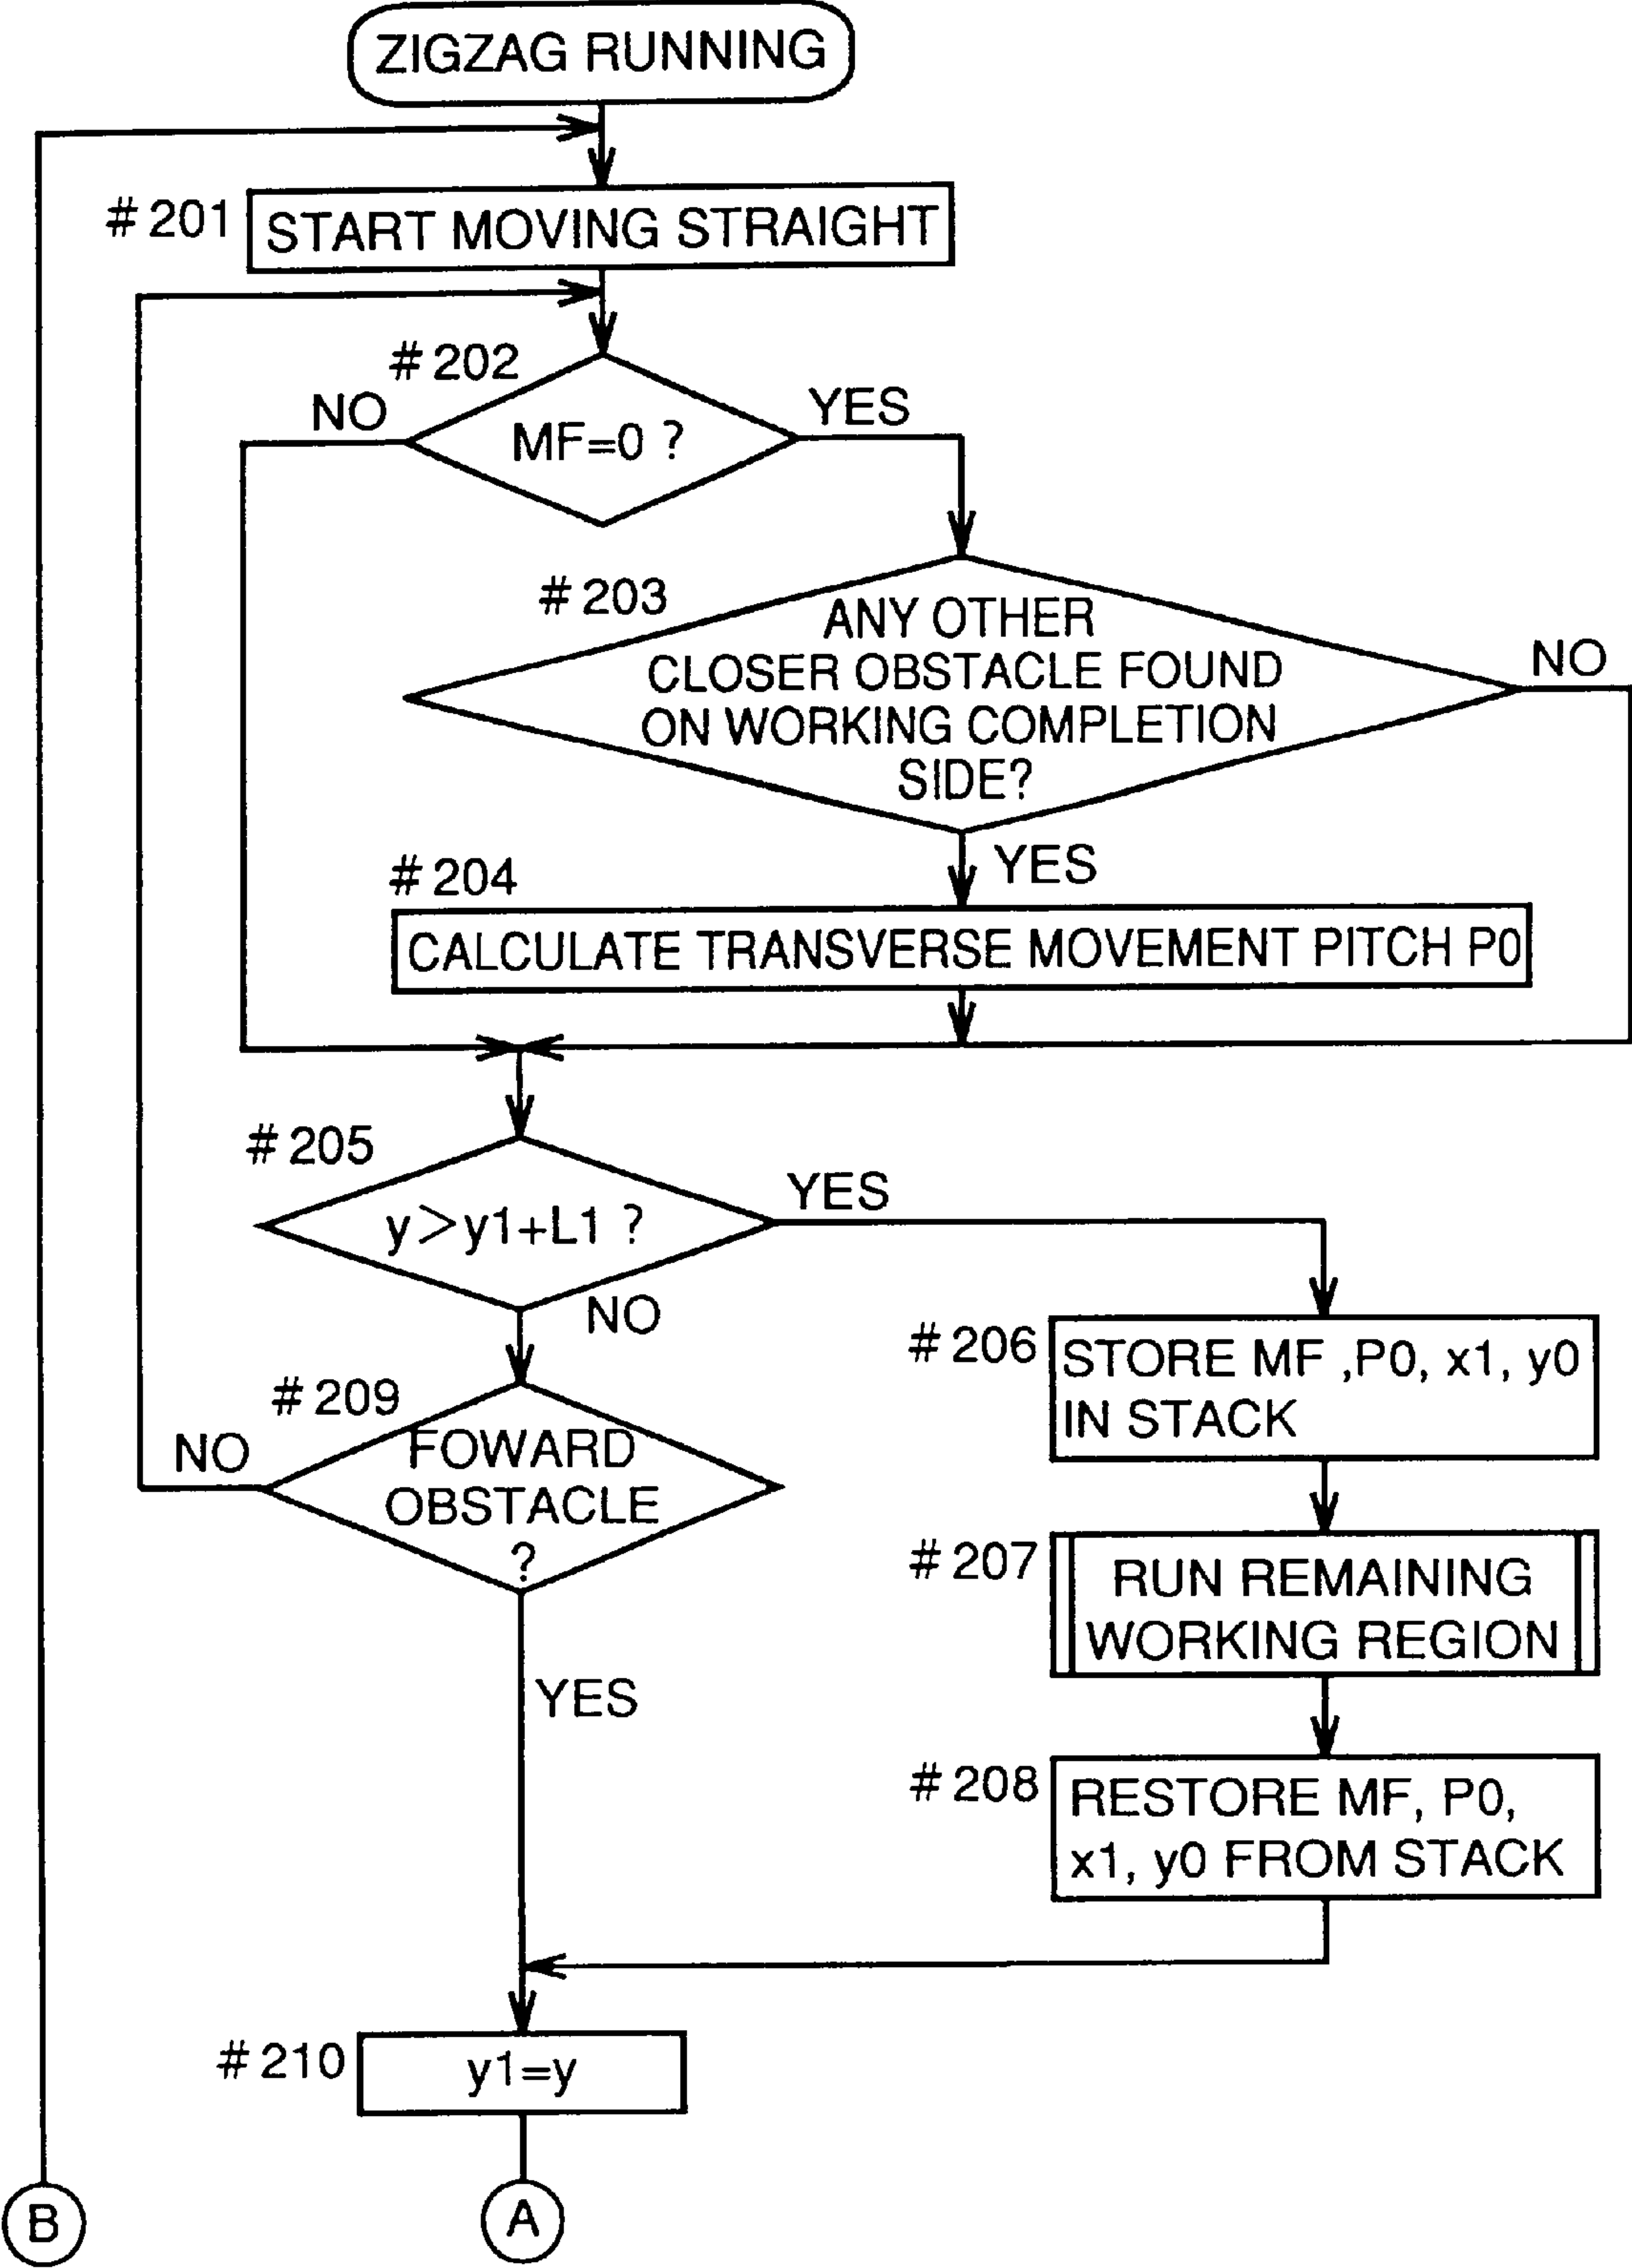 ZIGZAG RUNNING
#201
START MOVING STRAIGHT
#202
NO
YES
MF=0 ?
#203
ANY OTHER
CLOSER OBSTACLE FOUND
ON WORKING COMPLETION
SIDE?
NO
YES
#204
CALCULATE TRANSVERSE MOVEMENT PITCH P0
#205
y>y1+L1 ?
YES
NO
#206
STORE MF ,P0, x1, y0
IN STACK
#209
NO
FOWARD
OBSTACLE
?
#207
RUN REMAINING
WORKING REGION
YES
#208
RESTORE MF, P0,
x1, y0 FROM STACK
#210
y1=y
B
A